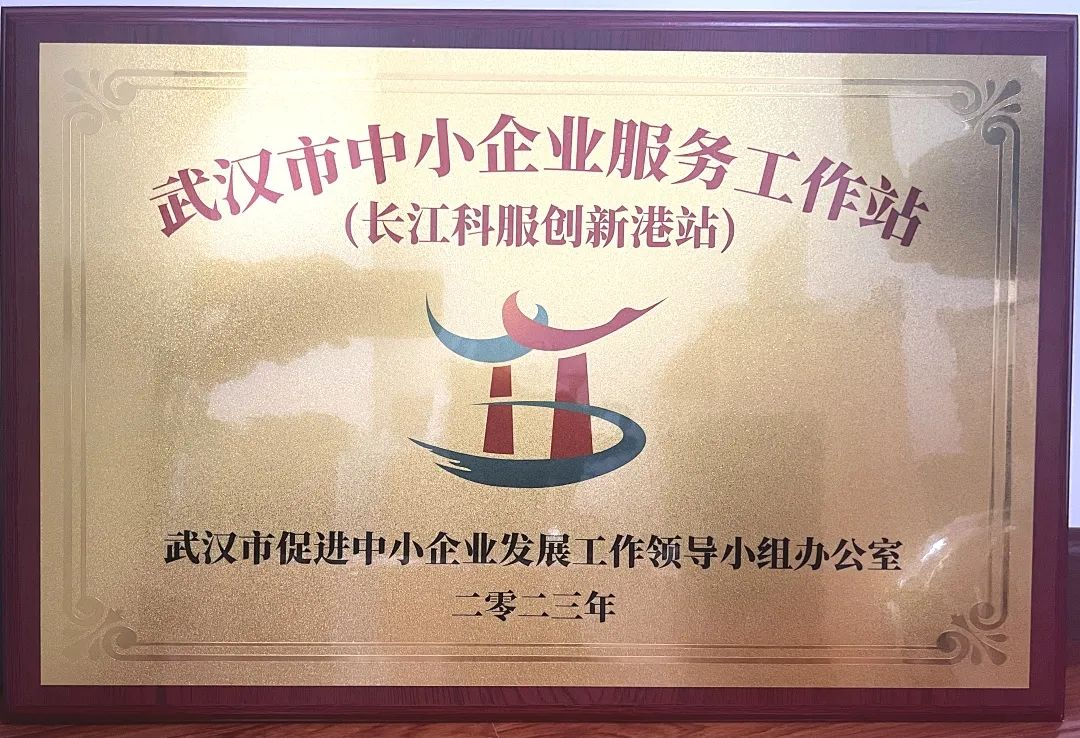 武汉市中小企业服务工作站
(长江科服创新港站)
武汉市促进中小企业发展工作领导小组办公室
二零二三年